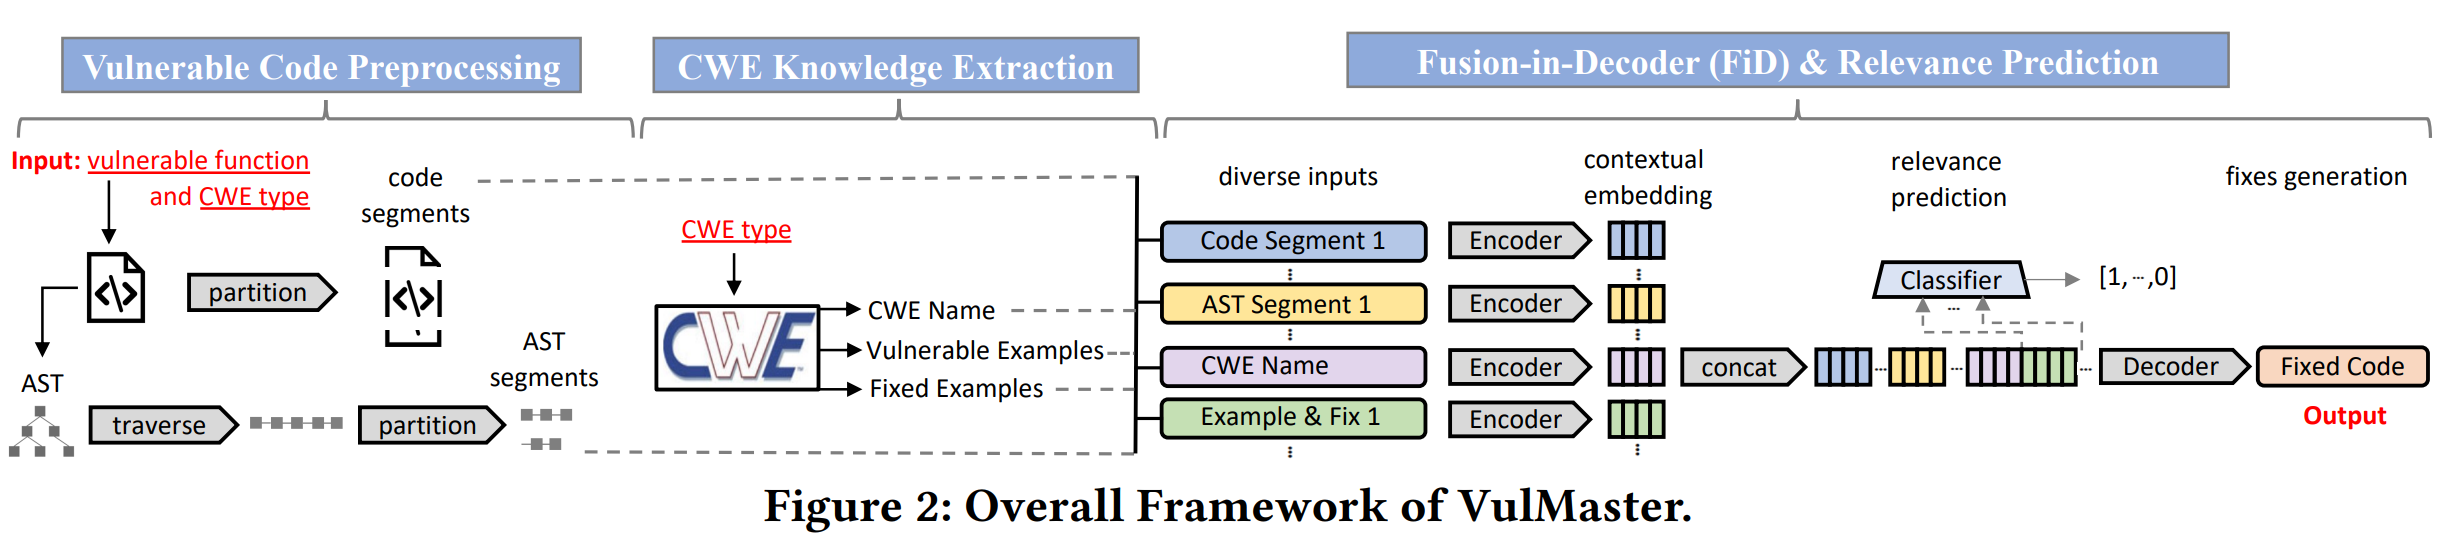 Vulnerable Code Preprocessing
CWE Knowledge Extraction
Fusion-in-Decoder (FiD) & Relevance Prediction
Input: vulnerable function
and CWE type
code
segments
partition
AST
traverse
partition
AST
segments
CWE type
CWE
CWE Name
Vulnerable Examples
Fixed Examples
diverse inputs
Code Segment 1
AST Segment 1
CWE Name
Example & Fix 1
Encoder
Encoder
Encoder
Encoder
contextual
embedding
concat
relevance
prediction
Classifier
[1, ··· ,0]
fixes generation
Decoder
Fixed Code
Output
Figure 2: Overall Framework of VulMaster.